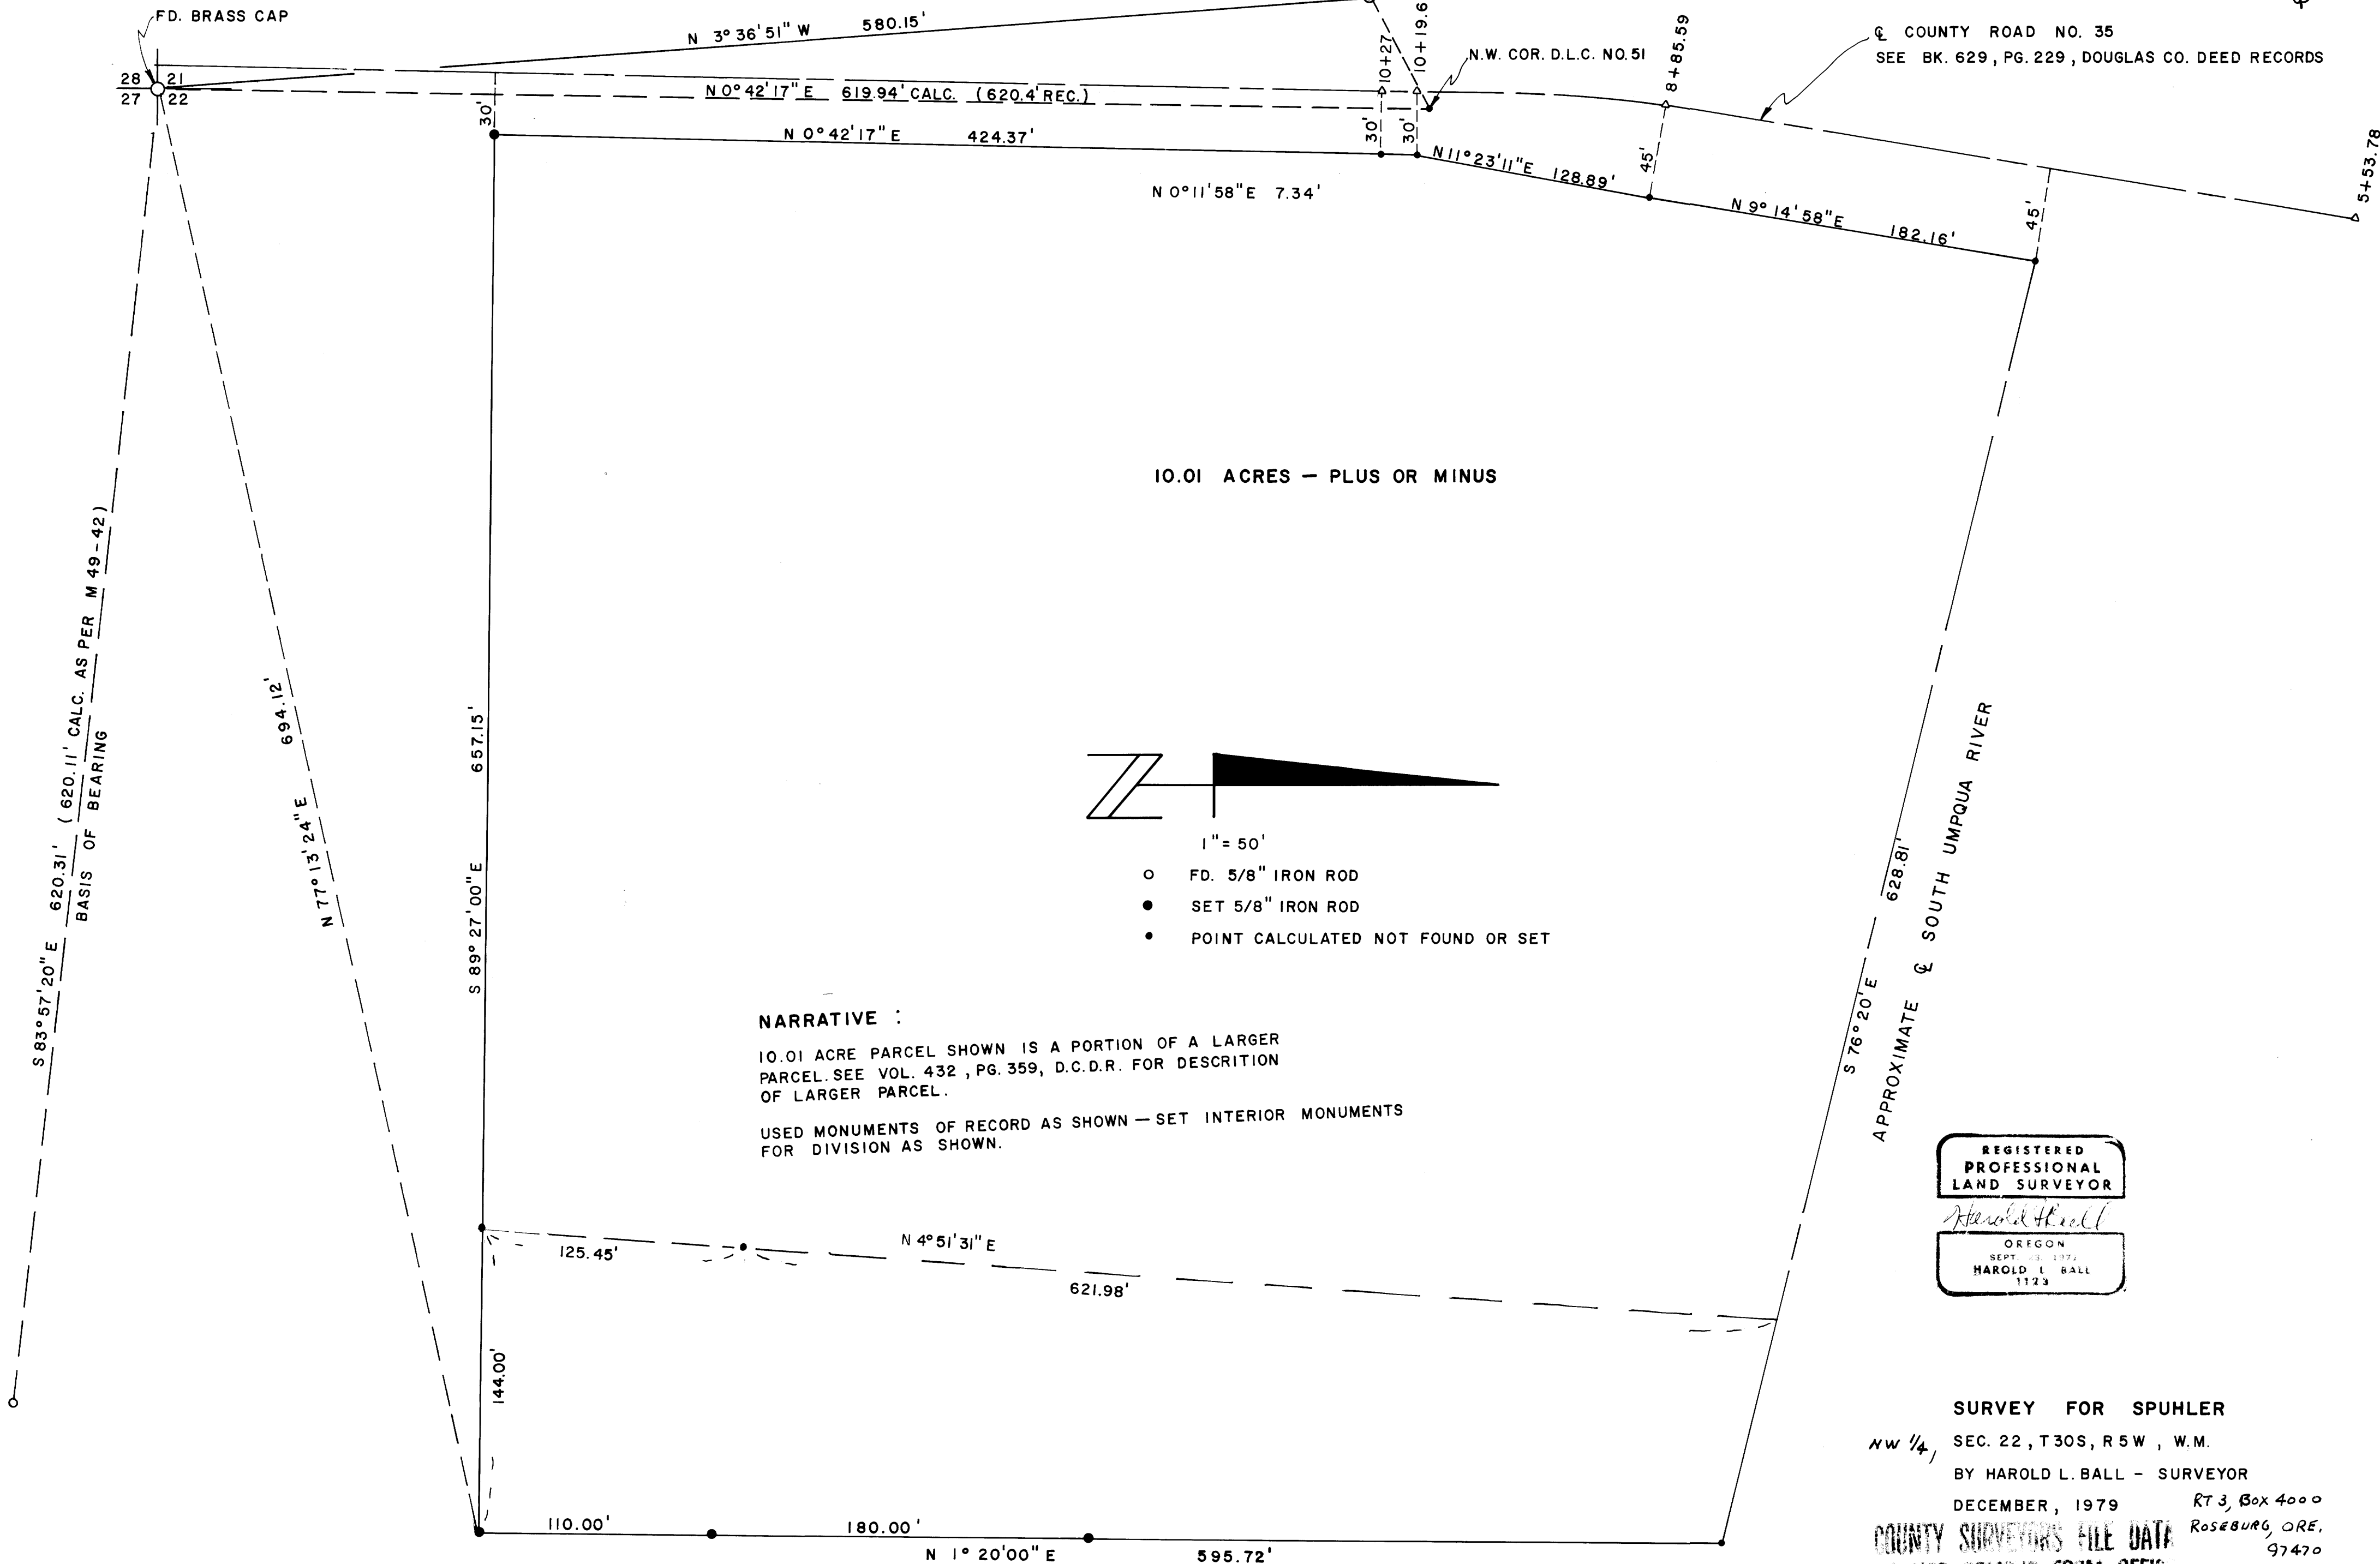 FD. BRASS CAP
28 21
27 22
N 3° 36' 51" W 580.15'
N 0° 42' 17" E 619.94' CALC. (620.4' REC.)
30'
N 0° 42' 17" E 424.37'
10+27
10+19.6
30'
30'
N.W. COR. D.L.C. NO. 51
8+85.59
45'
℄ COUNTY ROAD NO. 35
SEE BK. 629, PG. 229, DOUGLAS CO. DEED RECORDS
5+53.78
N 11° 23' 11" E 128.89'
N 0° 11' 58" E 7.34'
N 9° 14' 58" E 182.16'
45'
10.01 ACRES — PLUS OR MINUS
S 83° 57' 20" E 620.31' (620.11' CALC. AS PER M 49-42)
BASIS OF BEARING
694.12'
N 77° 13' 24" E
657.15'
S 89° 27' 00" E
1" = 50'
FD. 5/8" IRON ROD
SET 5/8" IRON ROD
POINT CALCULATED NOT FOUND OR SET
628.81'
S 76° 20' E
APPROXIMATE ℄ SOUTH UMPQUA RIVER
NARRATIVE :
10.01 ACRE PARCEL SHOWN IS A PORTION OF A LARGER
PARCEL. SEE VOL. 432, PG. 359, D.C.D.R. FOR DESCRITION
OF LARGER PARCEL.
USED MONUMENTS OF RECORD AS SHOWN — SET INTERIOR MONUMENTS
FOR DIVISION AS SHOWN.
125.45'
N 4° 51' 31" E
621.98'
144.00'
110.00'
180.00'
N 1° 20' 00" E 595.72'
REGISTERED
PROFESSIONAL
LAND SURVEYOR
OREGON
SEPT. 1972
HAROLD L BALL
1123
SURVEY FOR SPUHLER
NW 1/4, SEC. 22, T30S, R5W, W.M.
BY HAROLD L. BALL - SURVEYOR
DECEMBER, 1979
RT 3, BOX 4000
ROSEBURG, ORE.
97470
COUNTY SURVEYORS FILE DATA